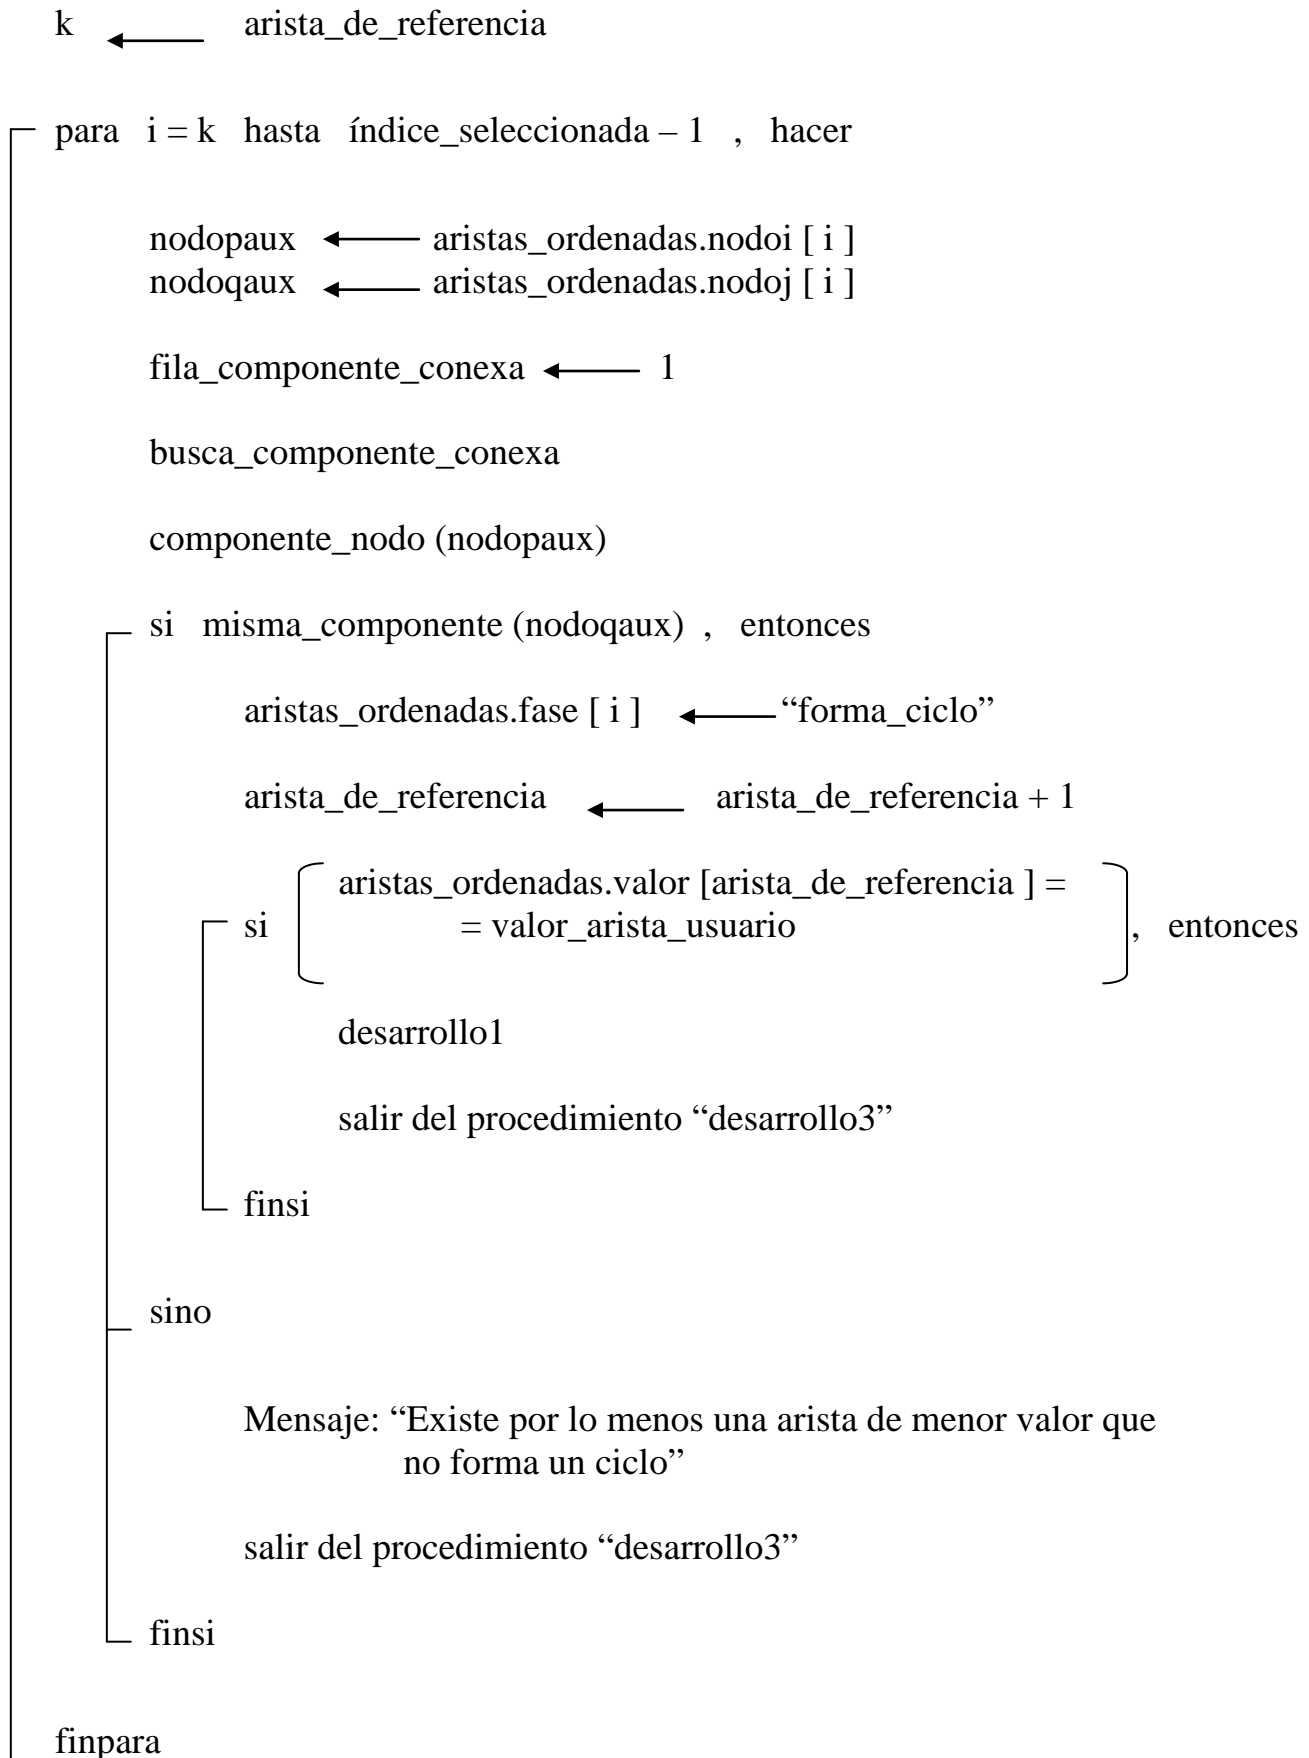 k ← arista_de_referencia
para i = k hasta índice_seleccionada – 1 , hacer
nodopaux ← aristas_ordenadas.nodoi [ i ]
nodoqaux ← aristas_ordenadas.nodoj [ i ]
fila_componente_conexa ← 1
busca_componente_conexa
componente_nodo (nodopaux)
si misma_componente (nodoqaux) , entonces
aristas_ordenadas.fase [ i ] ← “forma_ciclo”
arista_de_referencia ← arista_de_referencia + 1
aristas_ordenadas.valor [arista_de_referencia ] =
si = valor_arista_usuario , entonces
desarrollo1
salir del procedimiento “desarrollo3”
finsi
sino
Mensaje: “Existe por lo menos una arista de menor valor que
no forma un ciclo”
salir del procedimiento “desarrollo3”
finsi
finpara